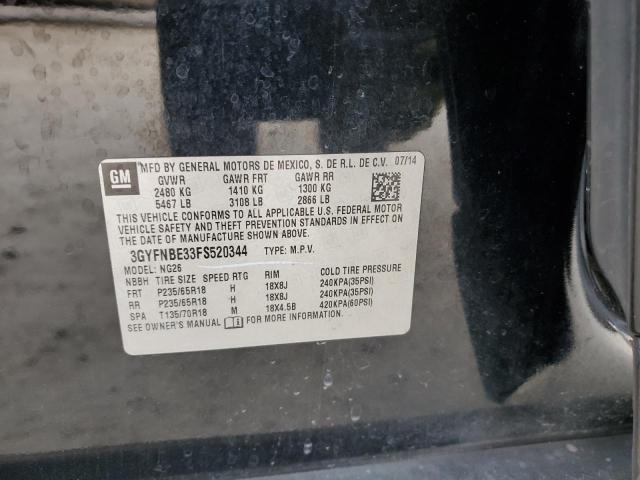 GM MFD BY GENERAL MOTORS DE MEXICO, S. DE R.L. DE C.V. 07/14
GVWR GAWR FRT GAWR RR
2480 KG 1410 KG 1300 KG
5467 LB 3108 LB 2866 LB
THIS VEHICLE CONFORMS TO ALL APPLICABLE U.S. FEDERAL MOTOR
VEHICLE SAFETY AND THEFT PREVENTION STANDARDS IN EFFECT ON
THE DATE OF MANUFACTURE SHOWN ABOVE.
3GYFNBE33FS520344 TYPE: M.P.V.
MODEL: NG26
NBBH TIRE SIZE SPEED RTG RIM COLD TIRE PRESSURE
FRT P235/65R18 H 18X8J 240KPA(35PSI)
RR P235/65R18 H 18X8J 240KPA(35PSI)
SPA T135/70R18 M 18X4.5B 420KPA(60PSI)
SEE OWNER'S MANUAL FOR MORE INFORMATION